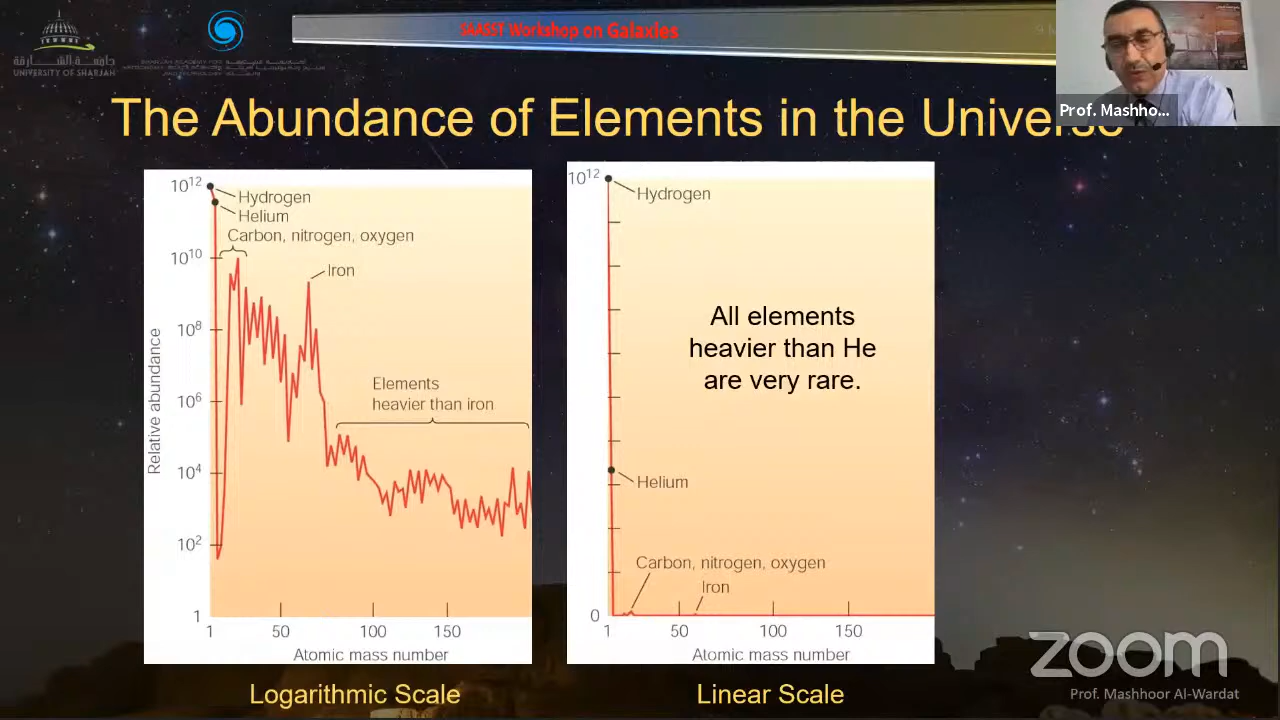 SAASST Workshop on Galaxies
جامعة الشارقة
UNIVERSITY OF SHARJAH
Prof. Mashho...
The Abundance of Elements in the Universe
10¹²
Hydrogen
Helium
Carbon, nitrogen, oxygen
10¹⁰
Iron
10⁸
Elements
heavier than iron
10⁶
10⁴
10²
1
Relative abundance
1 50 100 150
Atomic mass number
Logarithmic Scale
10¹²
Hydrogen
All elements
heavier than He
are very rare.
Helium
Carbon, nitrogen, oxygen
Iron
0
1 50 100 150
Atomic mass number
Linear Scale
zoom
Prof. Mashhoor Al-Wardat